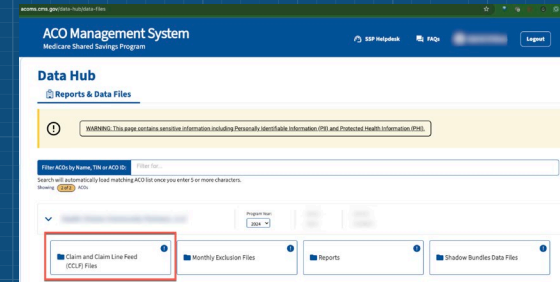 acoms.cms.gov/data-hub/data-files
ACO Management System
Medicare Shared Savings Program
SSP Helpdesk
FAQs
Logout
Data Hub
Reports & Data Files
WARNING: This page contains sensitive information including Personally Identifiable Information (PII) and Protected Health Information (PHI).
Filter ACOs by Name, TIN or ACO ID:
Filter for...
Search will automatically load matching ACO list once you enter 5 or more characters.
Showing 2 of 2 ACOs
Program Year:
2024
Claim and Claim Line Feed
(CCLF) Files
Monthly Exclusion Files
Reports
Shadow Bundles Data Files